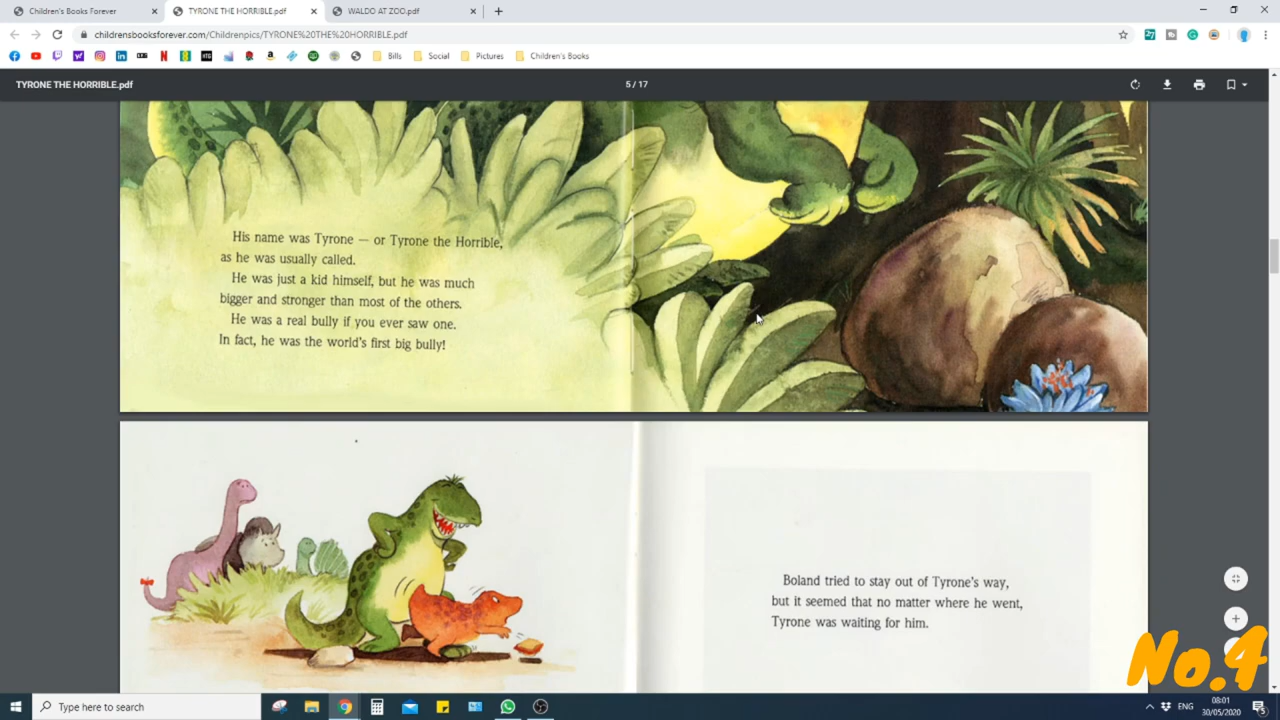 Children's Books Forever
TYRONE THE HORRIBLE.pdf
WALDO AT ZOO.pdf
childrensbooksforever.com/Childrenpics/TYRONE%20THE%20HORRIBLE.pdf
Bills
Social
Pictures
Children's Books
TYRONE THE HORRIBLE.pdf
5 / 17
His name was Tyrone — or Tyrone the Horrible,
as he was usually called.
He was just a kid himself, but he was much
bigger and stronger than most of the others.
He was a real bully if you ever saw one.
In fact, he was the world's first big bully!
Boland tried to stay out of Tyrone's way,
but it seemed that no matter where he went,
Tyrone was waiting for him.
No.4
Type here to search
ENG
08:01
30/05/2020
5